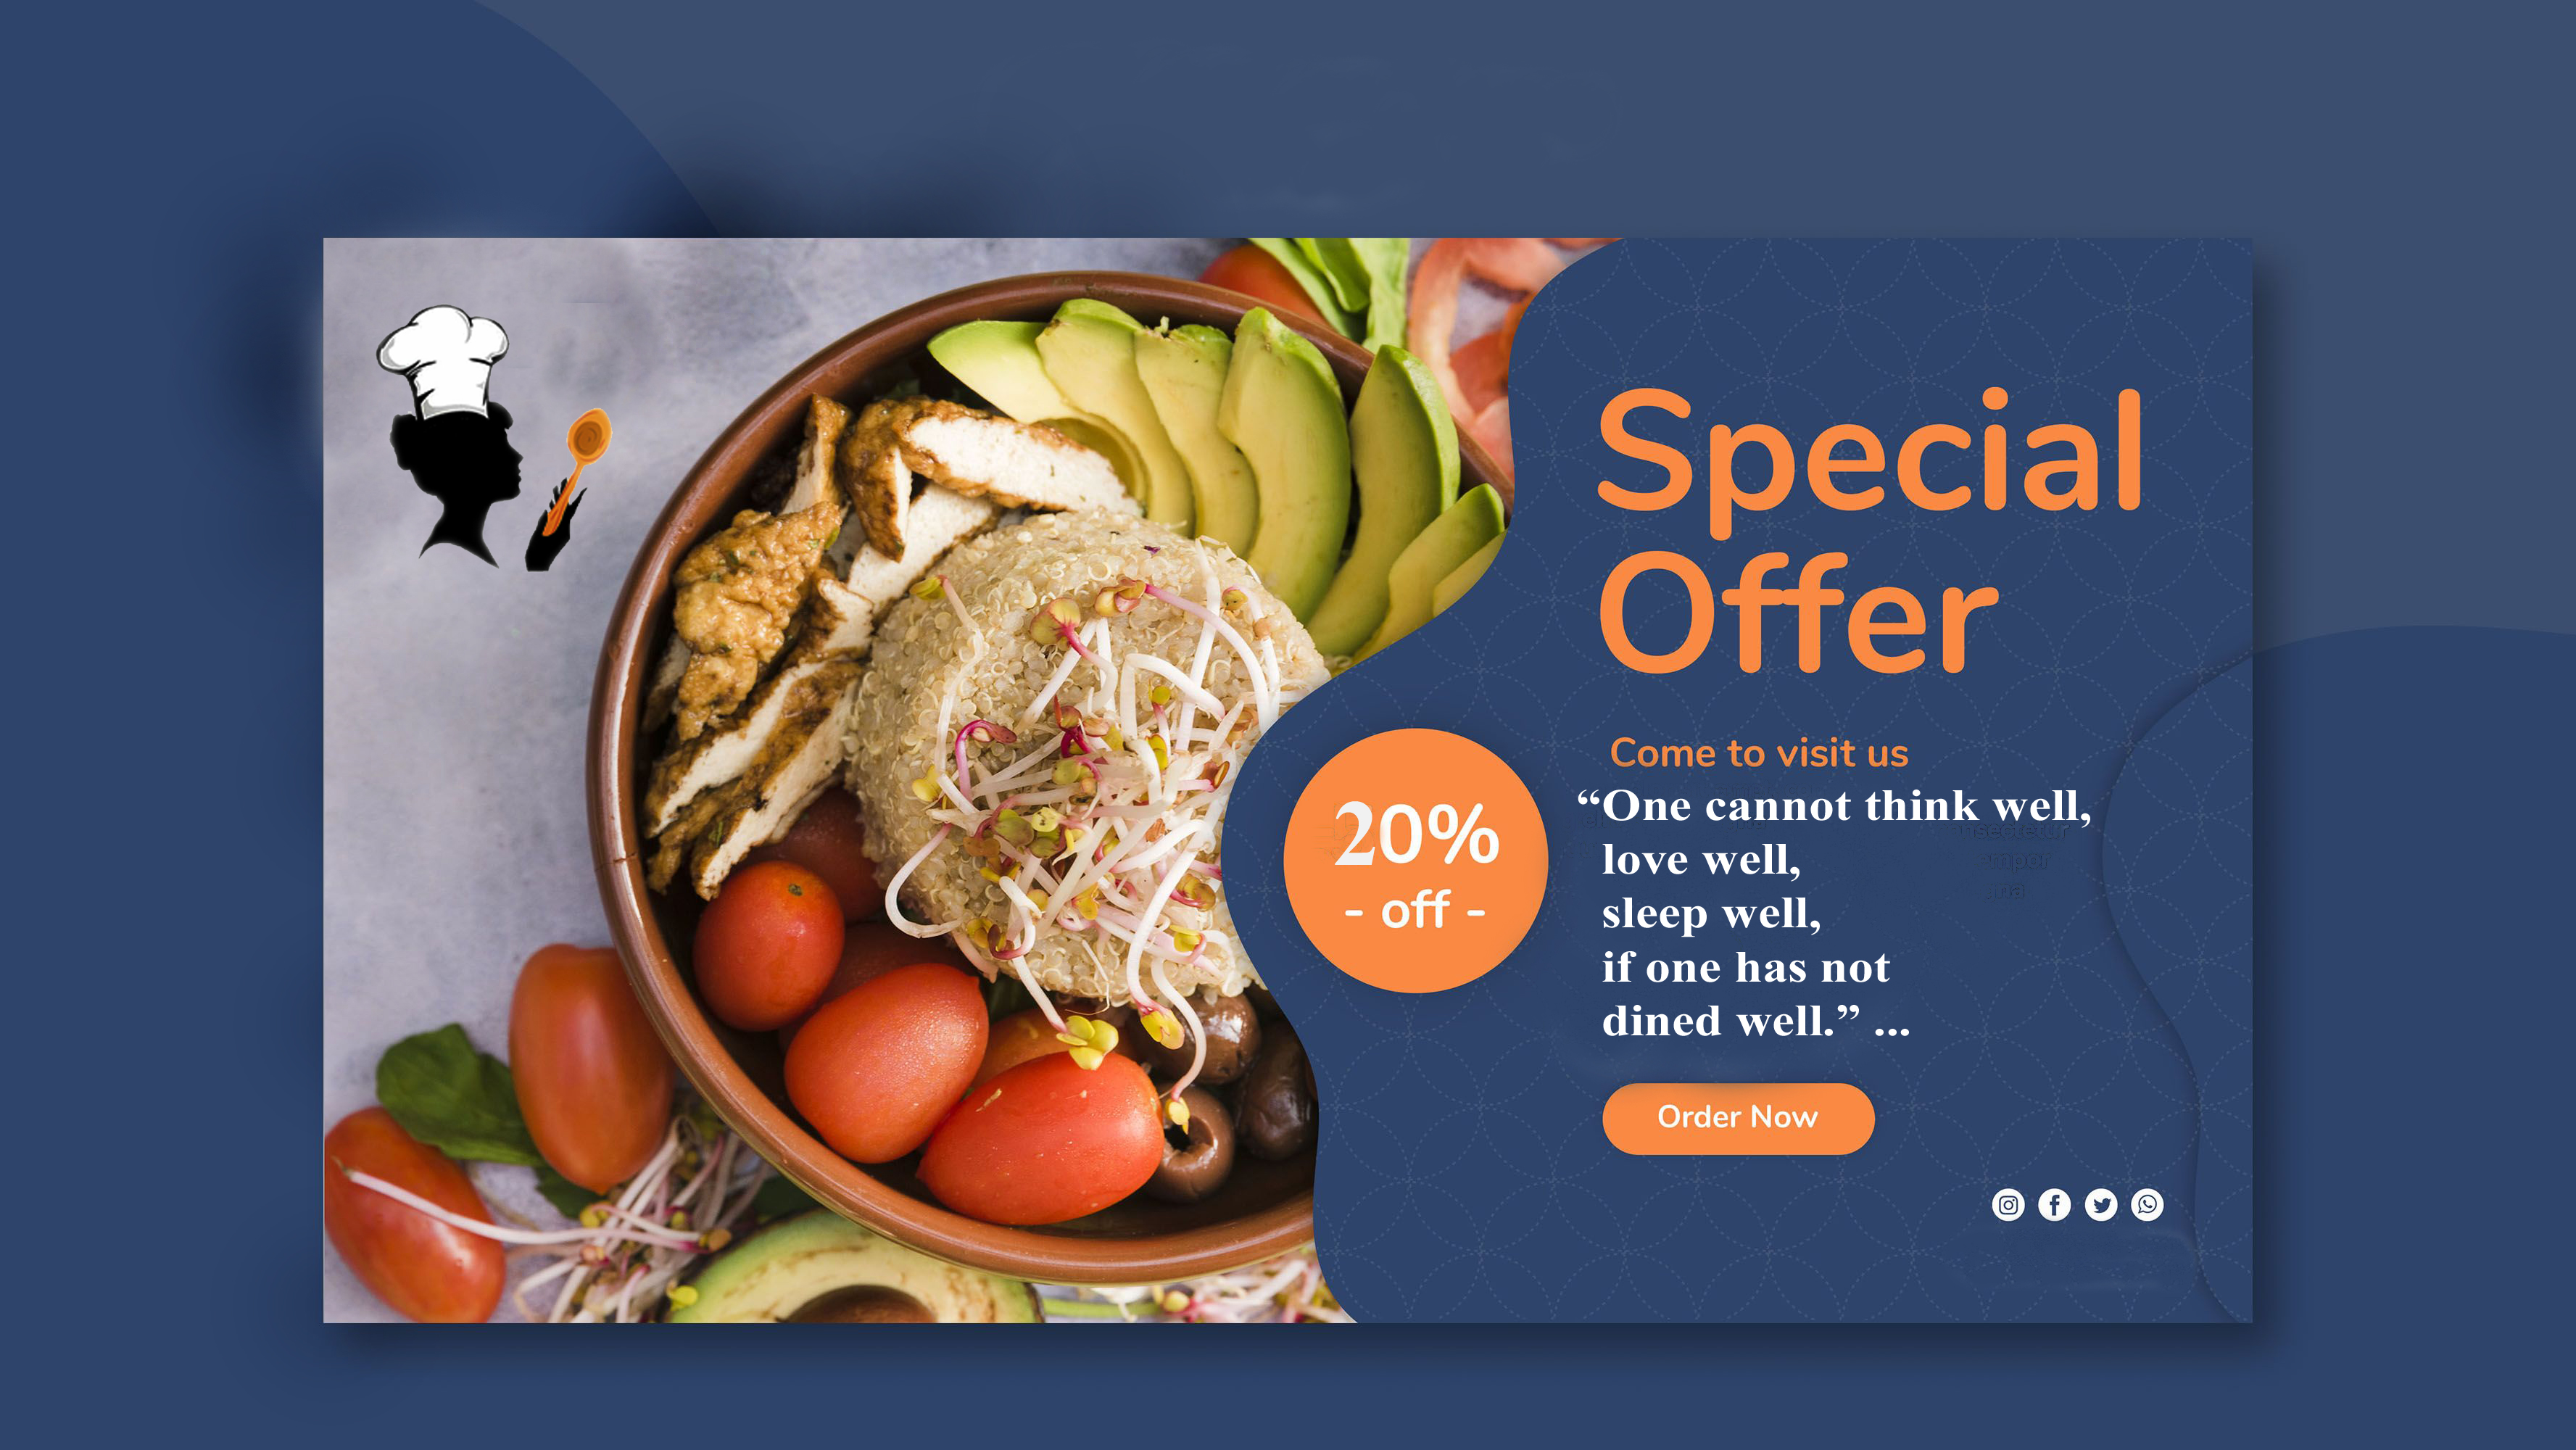 Special
Offer
Come to visit us
“One cannot think well,
love well,
sleep well,
if one has not
dined well.” ...
20%
- off -
Order Now